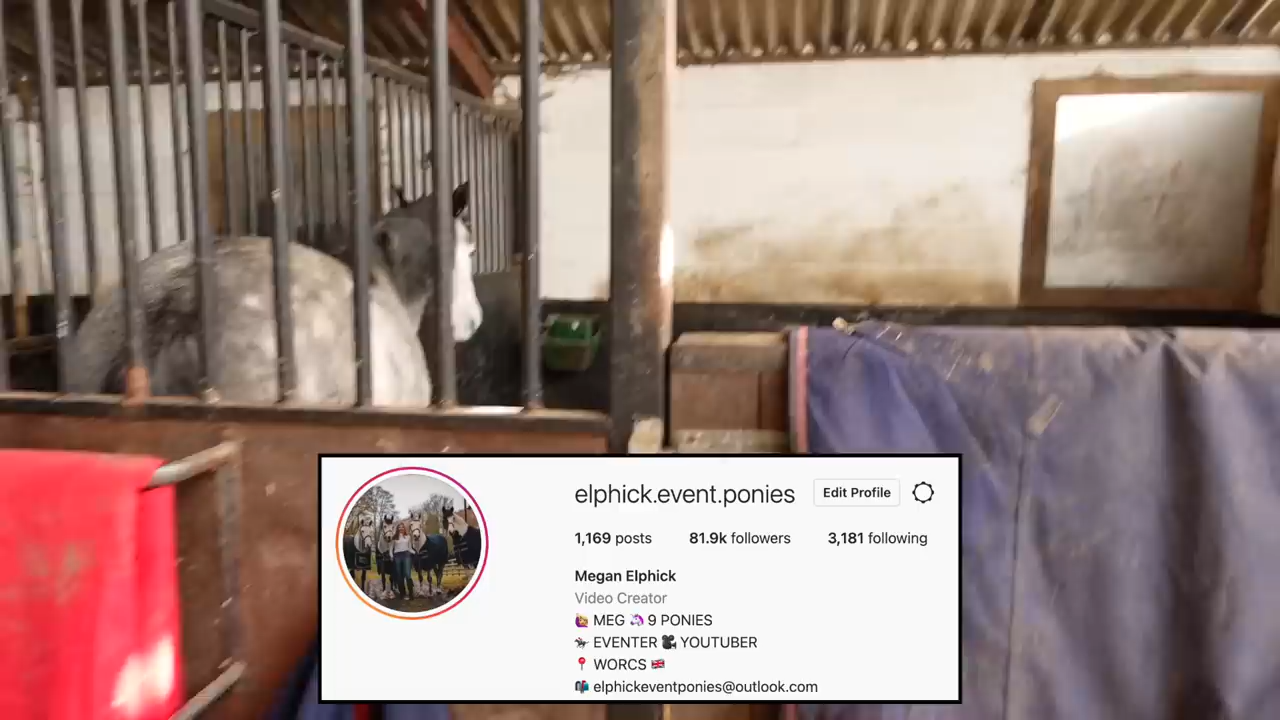 elphick.event.ponies Edit Profile
1,169 posts 81.9k followers 3,181 following
Megan Elphick
Video Creator
🙋 MEG 🦄 9 PONIES
🏇 EVENTER 🎥 YOUTUBER
📍 WORCS 🇬🇧
📬 elphickeventponies@outlook.com